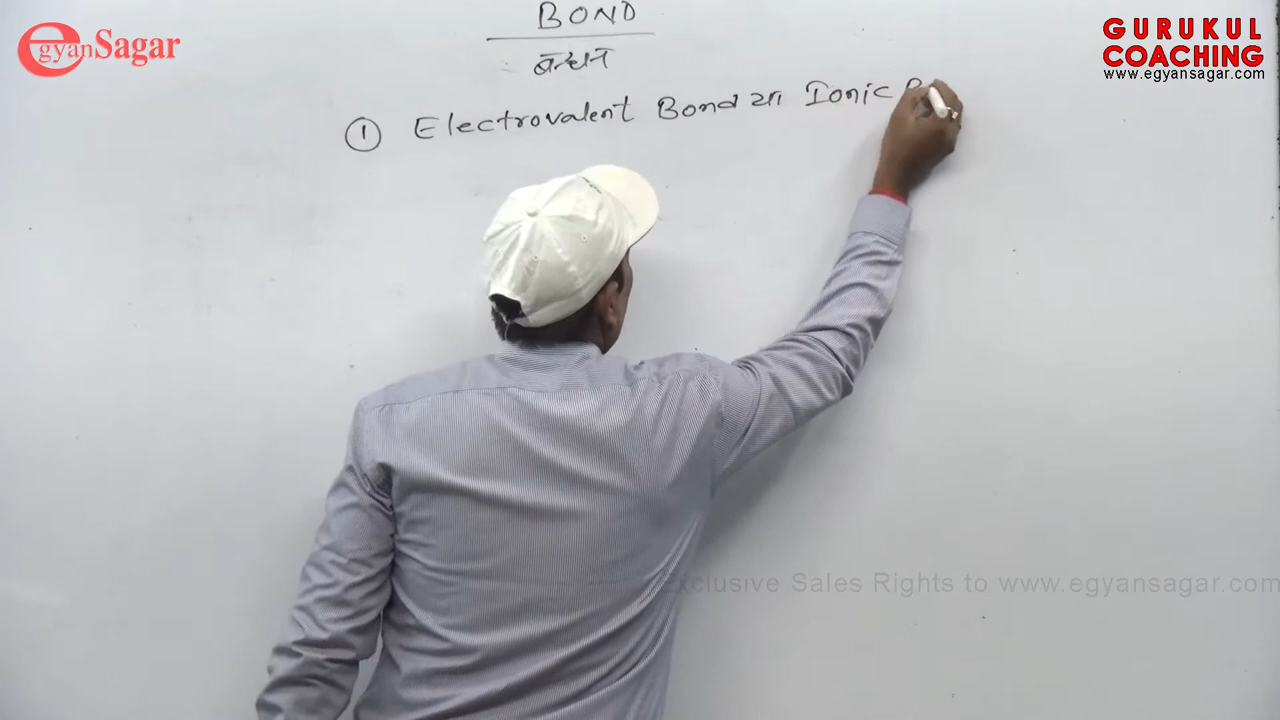 egyanSagar
GURUKUL
COACHING
www.egyansagar.com
BOND
बन्धन
① Electrovalent Bond या Ionic B
Exclusive Sales Rights to www.egyansagar.com